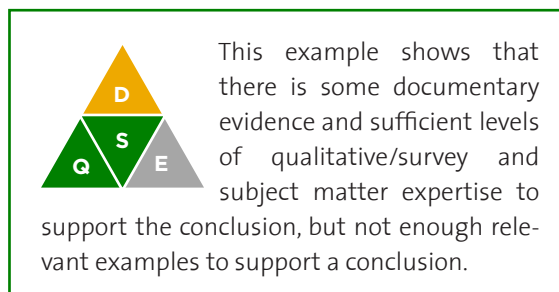 D
S
Q E
This example shows that
there is some documentary
evidence and sufficient levels
of qualitative/survey and
subject matter expertise to
support the conclusion, but not enough rele-
vant examples to support a conclusion.